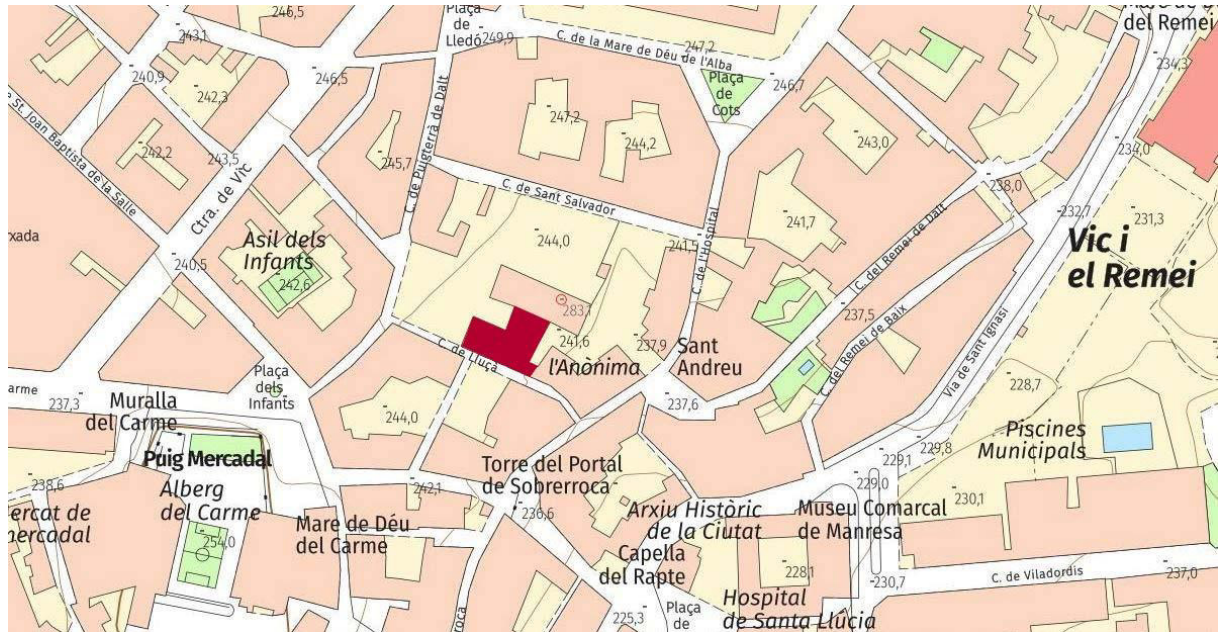 246,5
Plaça
de
Lledó
249,9
C. de la Mare de Déu de l'Alba
247,2
del Remei
243,1
240,9
242,3
246,5
C. de Puigterrà de Dalt
247,2
244,2
Plaça
de
Cots
246,7
243,0
234,3
234,0
e St. Joan Baptista de la Salle
242,2
243,5
Ctra. de Vic
245,7
C. de Sant Salvador
C. de l'Hospital
241,7
238,0
232,7
231,3
Vic i
el Remei
xada
240,5
Asil dels
Infants
242,6
244,0
241,5
C. del Remei de Dalt
283,1
237,5
C. del Remei de Baix
Via de Sant Ignasi
C. de Lluçà
241,6
l'Anònima
237,9
Sant
Andreu
arme
237,3
Plaça
dels
Infants
Muralla
del Carme
244,0
237,6
228,7
Piscines
Municipals
229,8
229,1
229,0
230,1
Puig Mercadal
Alberg
del Carme
254,0
238,6
ercat de
mercadal
Mare de Déu
del Carme
242,1
Torre del Portal
de Sobrerroca
236,6
Arxiu Històric
de la Ciutat
Capella
del Rapte
Museu Comarcal
de Manresa
228,1
230,7
C. de Viladordis
237,0
roca
225,3
Plaça
de
Hospital
de Santa Llúcia